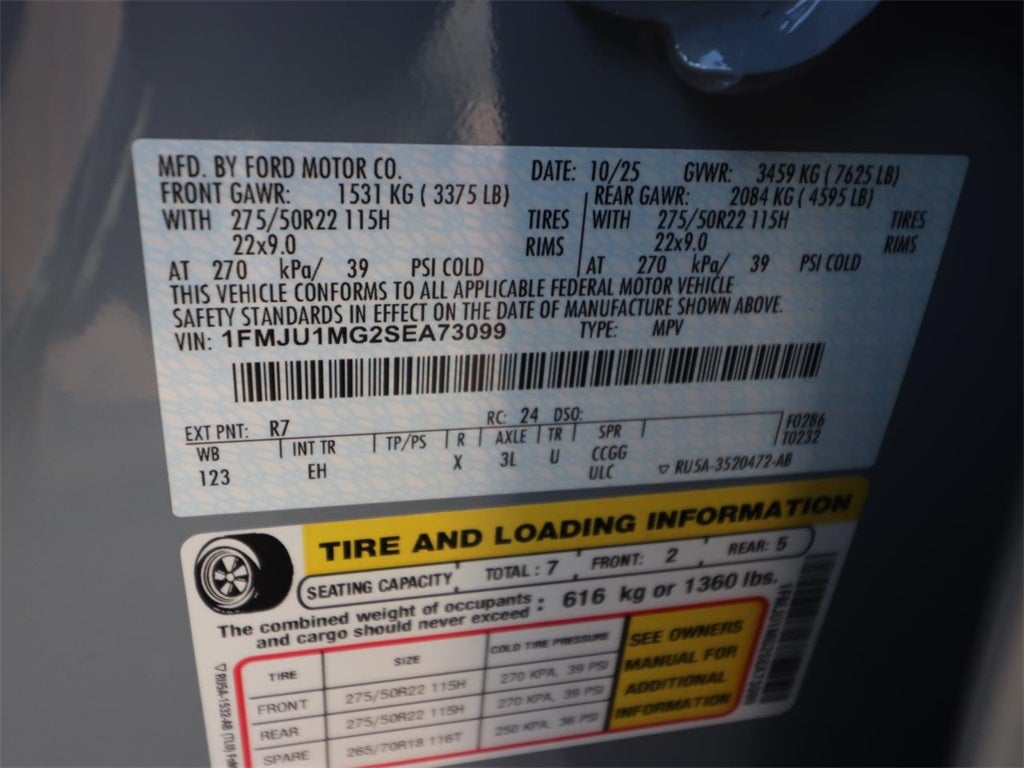 MFD. BY FORD MOTOR CO. DATE: 10/25 GVWR: 3459 KG ( 7625 LB)
FRONT GAWR: 1531 KG ( 3375 LB) REAR GAWR: 2084 KG ( 4595 LB)
WITH 275/50R22 115H TIRES WITH 275/50R22 115H TIRES
22x9.0 RIMS 22x9.0 RIMS
AT 270 kPa/ 39 PSI COLD AT 270 kPa/ 39 PSI COLD
THIS VEHICLE CONFORMS TO ALL APPLICABLE FEDERAL MOTOR VEHICLE
SAFETY STANDARDS IN EFFECT ON THE DATE OF MANUFACTURE SHOWN ABOVE.
VIN: 1FMJU1MG2SEA73099 TYPE: MPV
EXT PNT: R7 RC: 24 DSO: F0286
WB INT TR TP/PS R AXLE TR SPR T0232
123 EH X 3L U CCGG
ULC ▽ RU5A-3520472-AB
TIRE AND LOADING INFORMATION
SEATING CAPACITY TOTAL : 7 FRONT: 2 REAR: 5
The combined weight of occupants and cargo should never exceed : 616 kg or 1360 lbs.
TIRE SIZE COLD TIRE PRESSURE
FRONT 275/50R22 115H 270 KPA, 39 PSI
REAR 275/50R22 115H 270 KPA, 39 PSI
SPARE 265/70R18 116T 250 KPA, 36 PSI
SEE OWNERS
MANUAL FOR
ADDITIONAL
INFORMATION
▽ RU5A-1532-AB (TLU)
1FMJU1MG2SEA73099